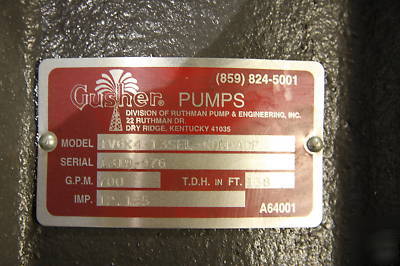 (859) 824-5001
Gusher® PUMPS
DIVISION OF RUTHMAN PUMP & ENGINEERING, INC.
22 RUTHMAN DR.
DRY RIDGE, KENTUCKY 41035
MODEL
SERIAL
G.P.M. 700 T.D.H. IN FT.
IMP.
A64001